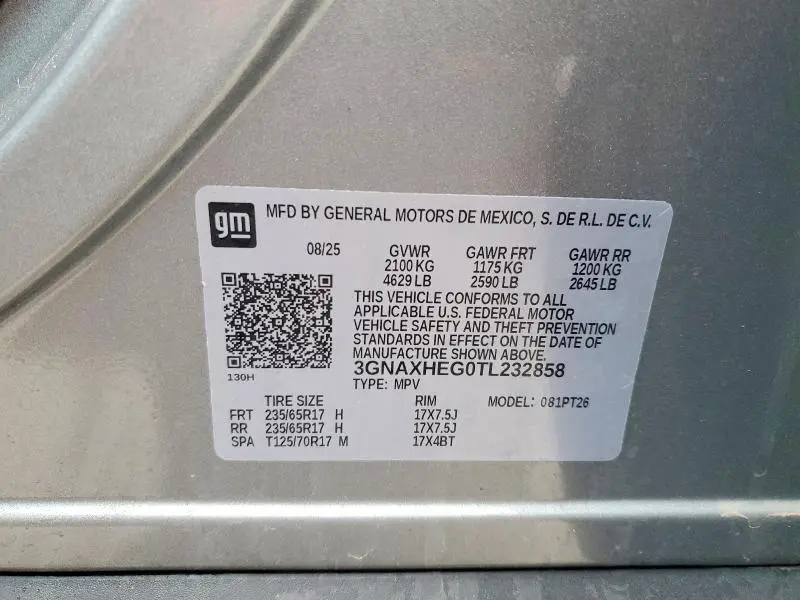 gm MFD BY GENERAL MOTORS DE MEXICO, S. DE R.L. DE C.V.
08/25 GVWR GAWR FRT GAWR RR
2100 KG 1175 KG 1200 KG
4629 LB 2590 LB 2645 LB
THIS VEHICLE CONFORMS TO ALL
APPLICABLE U.S. FEDERAL MOTOR
VEHICLE SAFETY AND THEFT PREVENTION
STANDARDS IN EFFECT ON THE DATE OF
MANUFACTURE SHOWN ABOVE.
3GNAXHEG0TL232858
130H
TYPE: MPV
TIRE SIZE RIM MODEL: 081PT26
FRT 235/65R17 H 17X7.5J
RR 235/65R17 H 17X7.5J
SPA T125/70R17 M 17X4BT